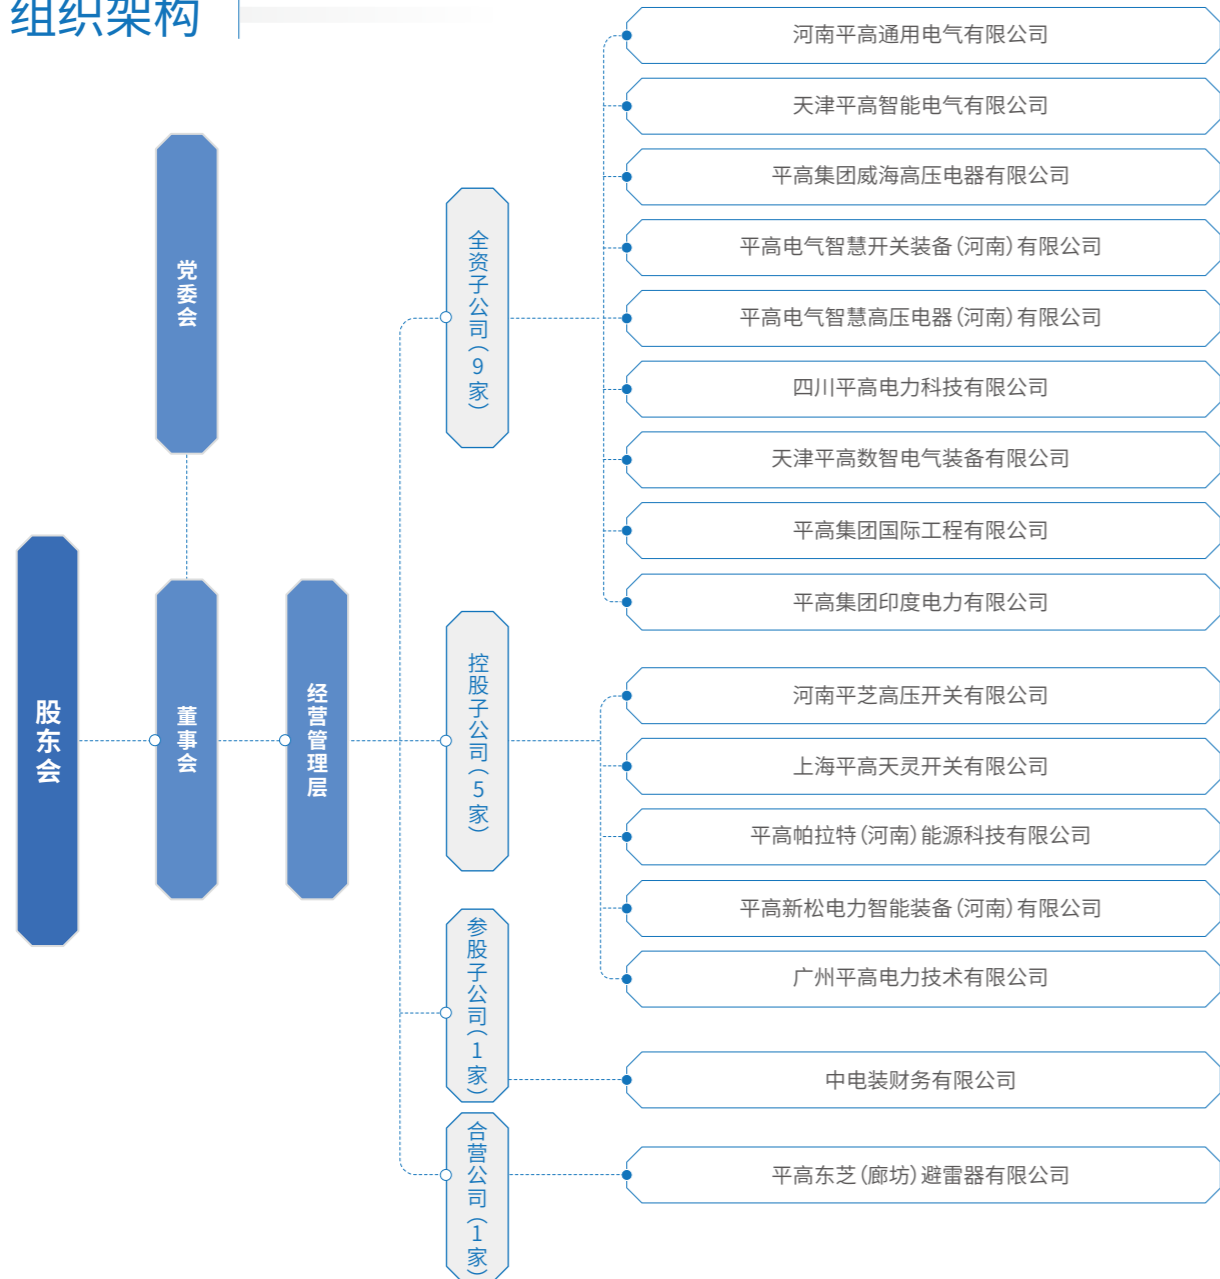 组织架构
党委会
股东会
董事会
经营管理层
全资子公司(9家)
河南平高通用电气有限公司
天津平高智能电气有限公司
平高集团威海高压电器有限公司
平高电气智慧开关装备(河南)有限公司
平高电气智慧高压电器(河南)有限公司
四川平高电力科技有限公司
天津平高数智电气装备有限公司
平高集团国际工程有限公司
平高集团印度电力有限公司
控股子公司(5家)
河南平芝高压开关有限公司
上海平高天灵开关有限公司
平高帕拉特(河南)能源科技有限公司
平高新松电力智能装备(河南)有限公司
广州平高电力技术有限公司
参股子公司(1家)
中电装财务有限公司
合营公司(1家)
平高东芝(廊坊)避雷器有限公司